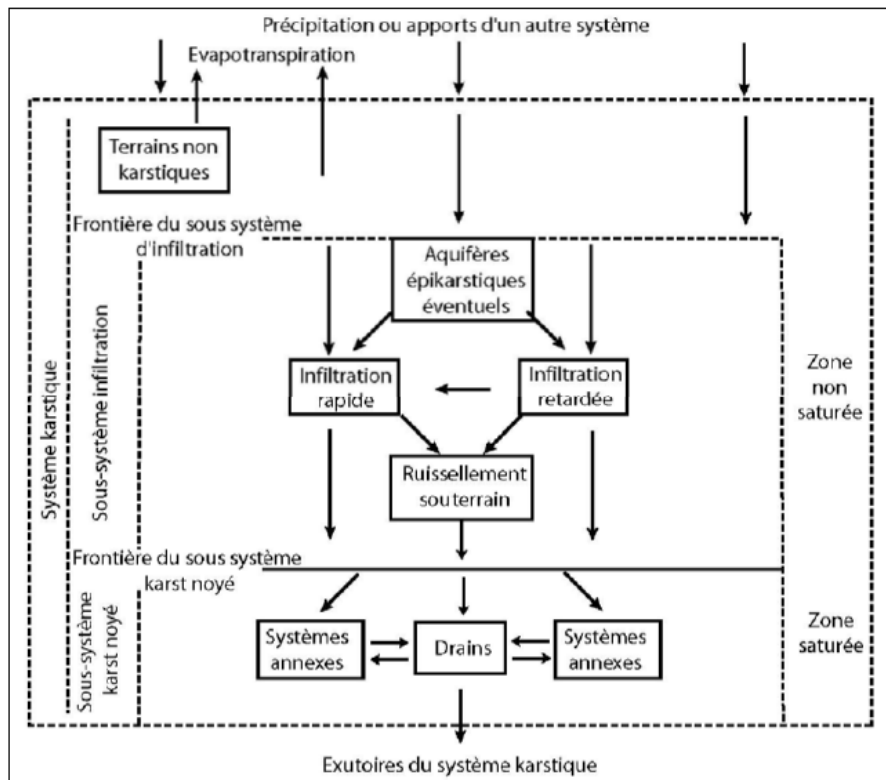 Précipitation ou apports d'un autre système
Evapotranspiration
Terrains non
karstiques
Frontière du sous système
d'infiltration
Aquifères
épikarstiques
éventuels
Infiltration
rapide
Infiltration
retardée
Zone
non
saturée
Ruissellement
souterrain
Système karstique
Sous-système infiltration
Frontière du sous système
karst noyé
Sous-système
karst noyé
Systèmes
annexes
Drains
Systèmes
annexes
Zone
saturée
Exutoires du système karstique